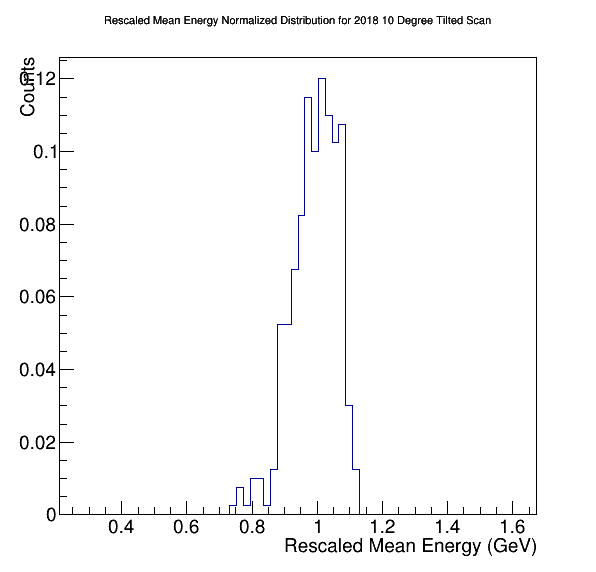 Rescaled Mean Energy Normalized Distribution for 2018 10 Degree Tilted Scan
Counts
0.12
0.1
0.08
0.06
0.04
0.02
0
0.4 0.6 0.8 1 1.2 1.4 1.6
Rescaled Mean Energy (GeV)